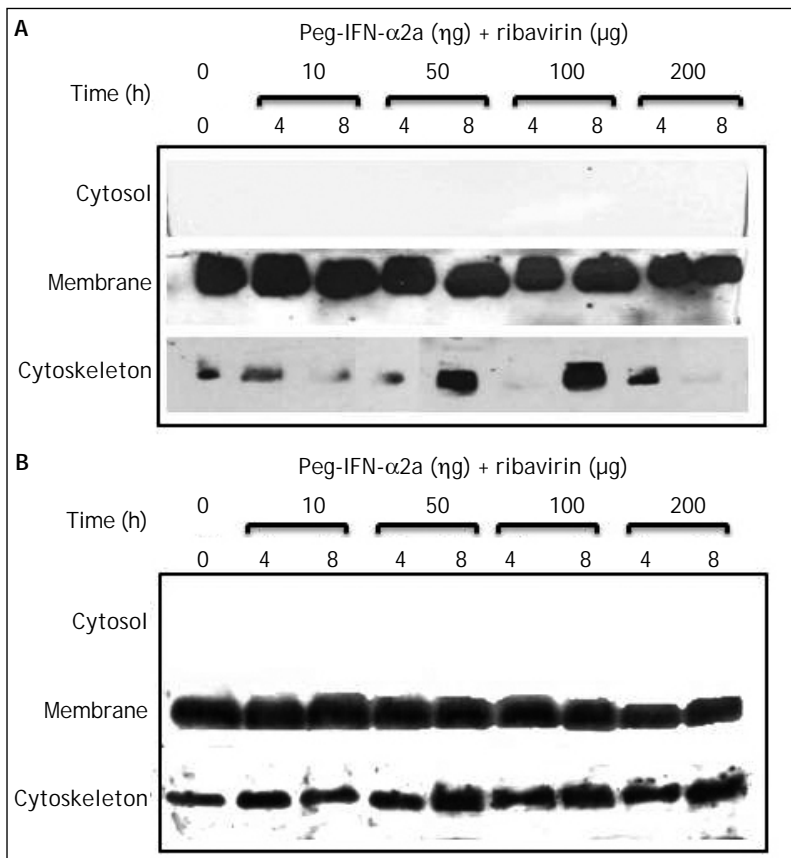 A
Peg-IFN-α2a (ηg) + ribavirin (µg)
0 10 50 100 200
Time (h)
0 4 8 4 8 4 8 4 8
Cytosol
Membrane
Cytoskeleton
B
Peg-IFN-α2a (ηg) + ribavirin (µg)
0 10 50 100 200
Time (h)
0 4 8 4 8 4 8 4 8
Cytosol
Membrane
Cytoskeleton